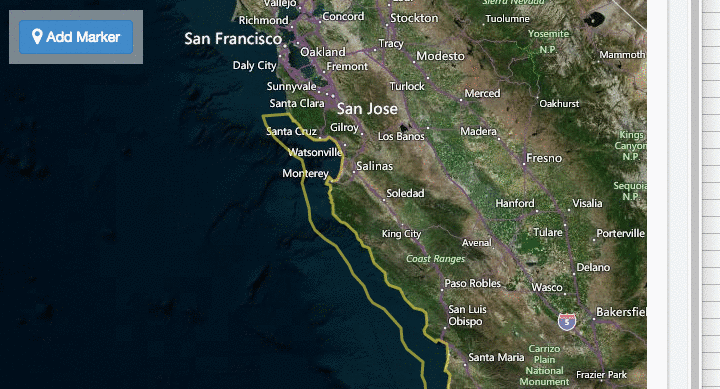 Vallejo
Concord
Sierra Nevada
Tuolumne
Richmond
Stockton
Add Marker
San Francisco
Yosemite
N.P.
Oakland
Tracy
Modesto
Mammoth
Daly City
Fremont
Sunnyvale
Turlock
Merced
Santa Clara
San Jose
Oakhurst
Santa Cruz
Gilroy
Los Banos
Madera
Kings
Canyon
N.P.
Watsonville
Fresno
Monterey
Salinas
Sequoia
N.P.
Soledad
Hanford
Visalia
King City
Avenal
Tulare
Porterville
Coast Ranges
Delano
Paso Robles
Wasco
San Luis
Obispo
5
Bakersfiel
Carrizo
Plain
National
Monument
Santa Maria
Frazier Park